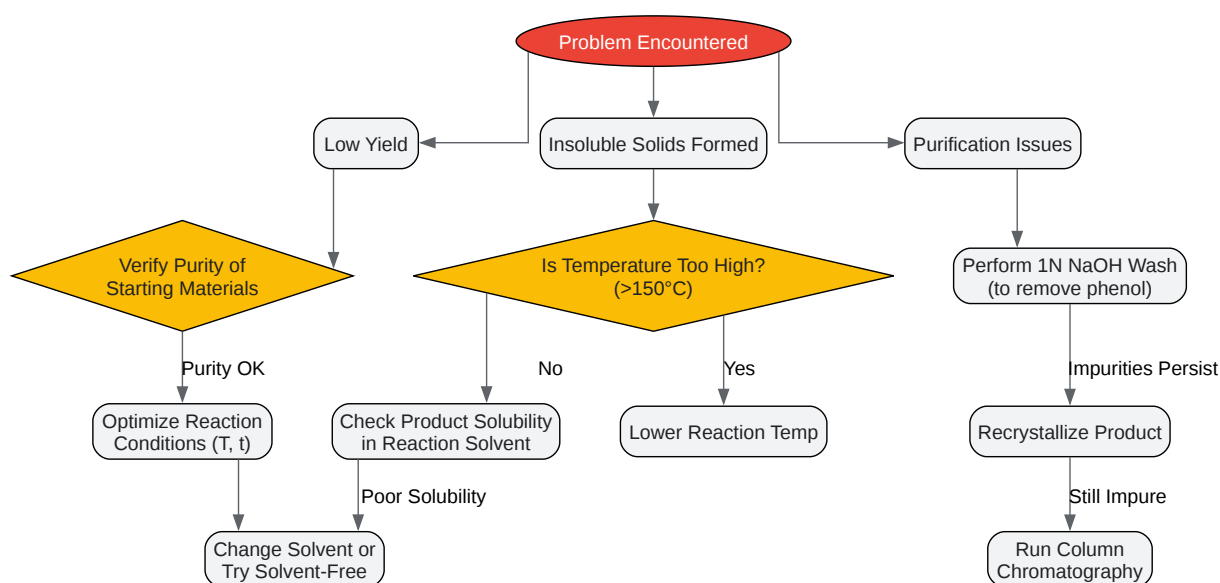 Problem Encountered
Low Yield
Insoluble Solids Formed
Purification Issues
Verify Purity of
Starting Materials
Is Temperature Too High?
(>150°C)
Perform 1N NaOH Wash
(to remove phenol)
Purity OK
No
Yes
Impurities Persist
Optimize Reaction
Conditions (T, t)
Check Product Solubility
in Reaction Solvent
Lower Reaction Temp
Recrystallize Product
Poor Solubility
Still Impure
Change Solvent or
Try Solvent-Free
Run Column
Chromatography